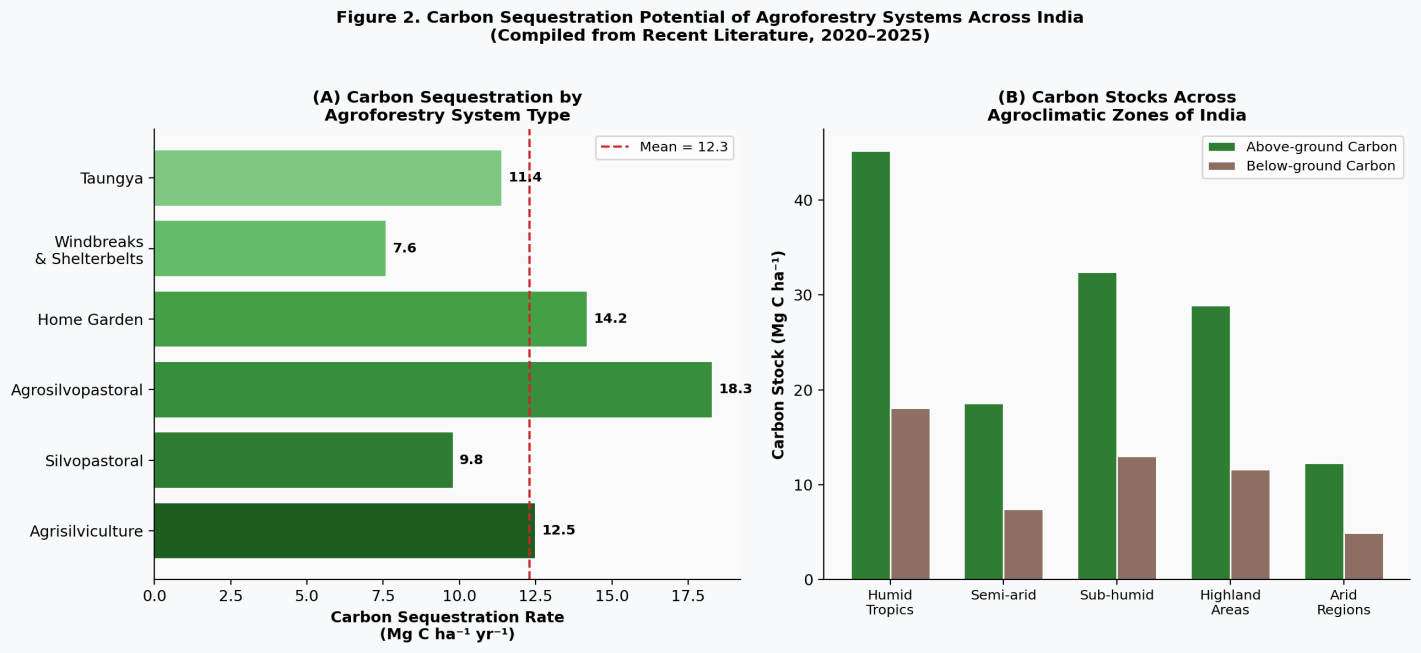 Figure 2. Carbon Sequestration Potential of Agroforestry Systems Across India
(Compiled from Recent Literature, 2020–2025)
(A) Carbon Sequestration by
Agroforestry System Type
Mean = 12.3
Taungya
11.4
Windbreaks
& Shelterbelts
7.6
Home Garden
14.2
Agrosilvopastoral
18.3
Silvopastoral
9.8
Agrisilviculture
12.5
0.0 2.5 5.0 7.5 10.0 12.5 15.0 17.5
Carbon Sequestration Rate
(Mg C ha⁻¹ yr⁻¹)
(B) Carbon Stocks Across
Agroclimatic Zones of India
Above-ground Carbon
Below-ground Carbon
Carbon Stock (Mg C ha⁻¹)
40
30
20
10
0
Humid
Tropics
Semi-arid
Sub-humid
Highland
Areas
Arid
Regions